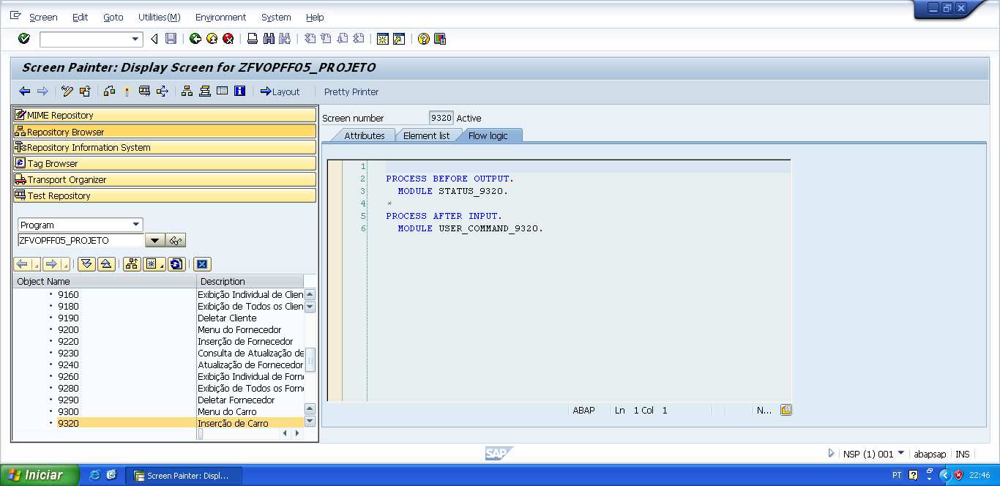 Screen Edit Goto Utilities(M) Environment System Help
Screen Painter: Display Screen for ZFVOPFF05_PROJETO
Layout Pretty Printer
MIME Repository
Repository Browser
Repository Information System
Tag Browser
Transport Organizer
Test Repository
Program
ZFVOPFF05_PROJETO
Object Name Description
9160 Exibição Individual de Clien
9180 Exibição de Todos os Clien
9190 Deletar Cliente
9200 Menu do Fornecedor
9220 Inserção de Fornecedor
9230 Consulta de Atualização de
9240 Atualização de Fornecedor
9260 Exibição Individual de Forn
9280 Exibição de Todos os Forn
9290 Deletar Fornecedor
9300 Menu do Carro
9320 Inserção de Carro
Screen number 9320 Active
Attributes Element list Flow logic
1
2 PROCESS BEFORE OUTPUT.
3 MODULE STATUS_9320.
4 *
5 PROCESS AFTER INPUT.
6 MODULE USER_COMMAND_9320.
ABAP Ln 1 Col 1 N...
SAP
NSP (1) 001 abapsap INS
Iniciar Screen Painter: Displ... PT 22:46